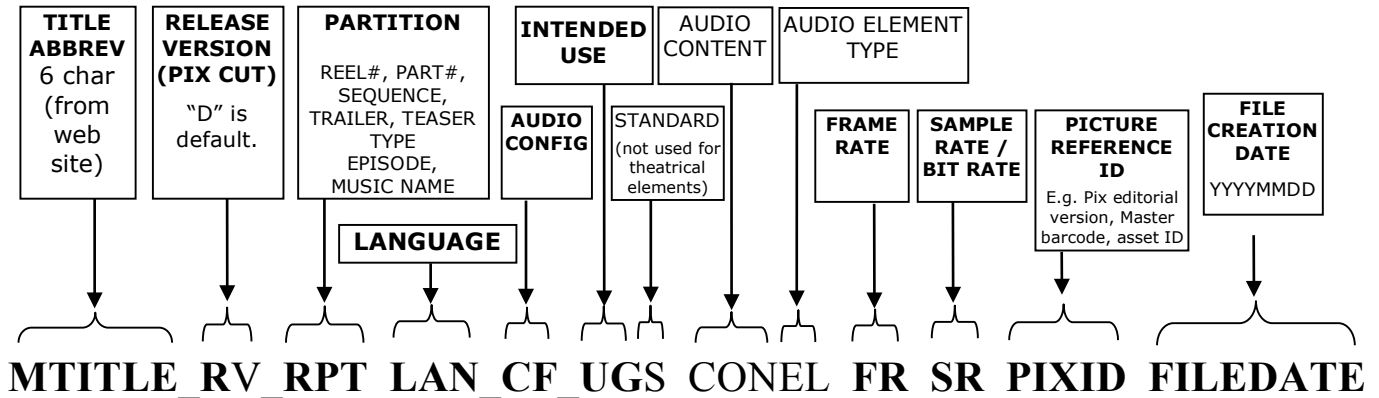 TITLE
ABBREV
6 char
(from
web
site)
RELEASE
VERSION
(PIX CUT)
“D” is
default.
PARTITION
REEL#, PART#,
SEQUENCE,
TRAILER, TEASER
TYPE
EPISODE,
MUSIC NAME
LANGUAGE
AUDIO
CONFIG
INTENDED
USE
STANDARD
(not used for
theatrical
elements)
AUDIO
CONTENT
AUDIO ELEMENT
TYPE
FRAME
RATE
SAMPLE
RATE /
BIT RATE
PICTURE
REFERENCE
ID
E.g. Pix editorial
version, Master
barcode, asset ID
FILE
CREATION
DATE
YYYYMMDD
MTITLE_RV_RPT LAN_CF_UGS CONEL FR SR PIXID FILEDATE